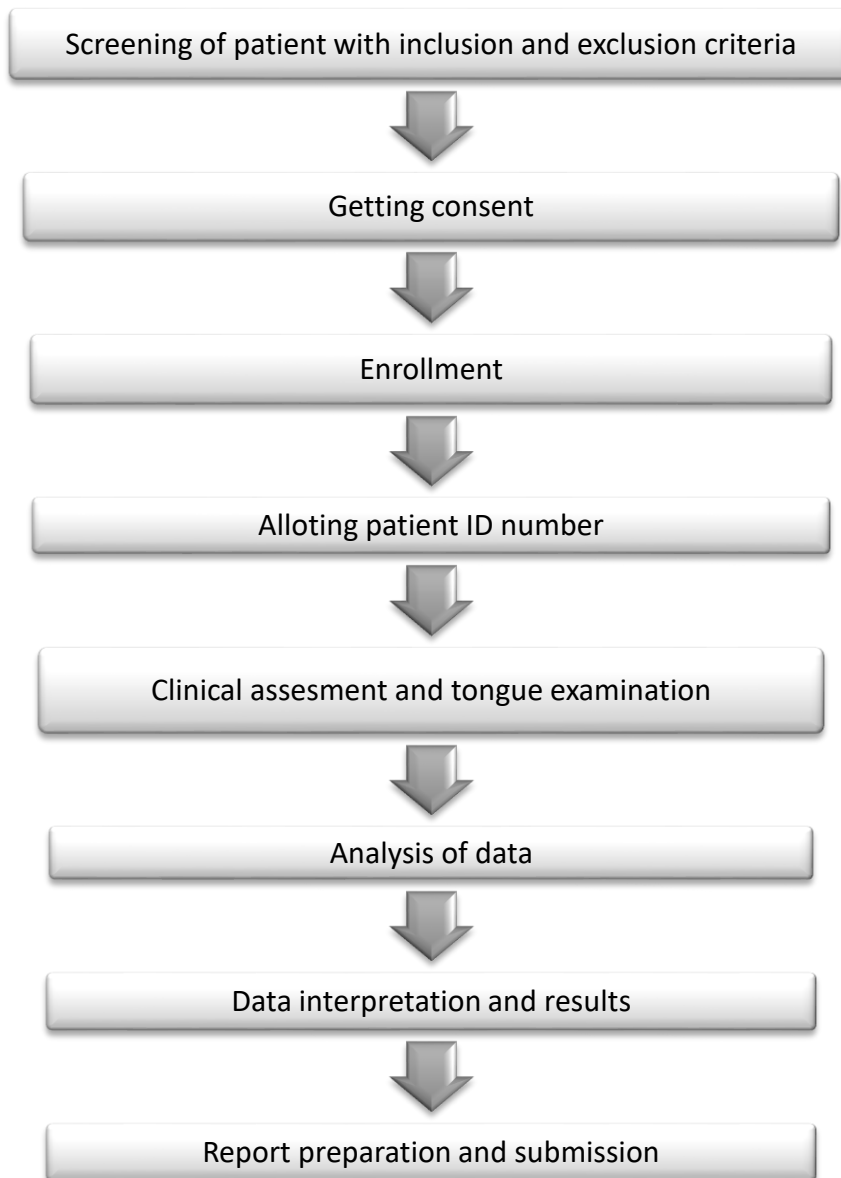 Screening of patient with inclusion and exclusion criteria
Getting consent
Enrollment
Alloting patient ID number
Clinical assesment and tongue examination
Analysis of data
Data interpretation and results
Report preparation and submission